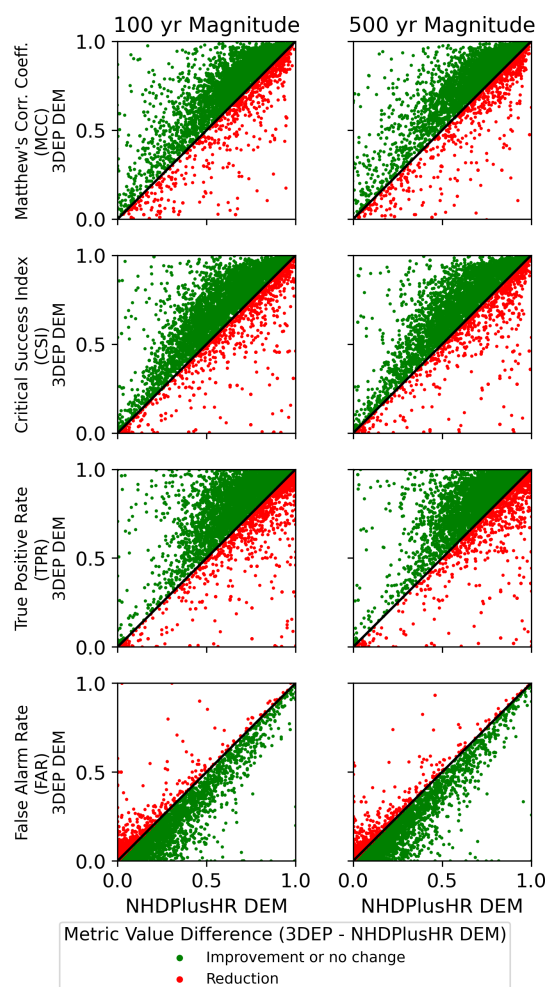 100 yr Magnitude
500 yr Magnitude
Matthew's Corr. Coeff.
(MCC)
3DEP DEM
1.0
0.5
0.0
Critical Success Index
(CSI)
3DEP DEM
1.0
0.5
0.0
True Positive Rate
(TPR)
3DEP DEM
1.0
0.5
0.0
False Alarm Rate
(FAR)
3DEP DEM
1.0
0.5
0.0
0.0 0.5 1.0
0.0 0.5 1.0
NHDPlusHR DEM
NHDPlusHR DEM
Metric Value Difference (3DEP - NHDPlusHR DEM)
Improvement or no change
Reduction